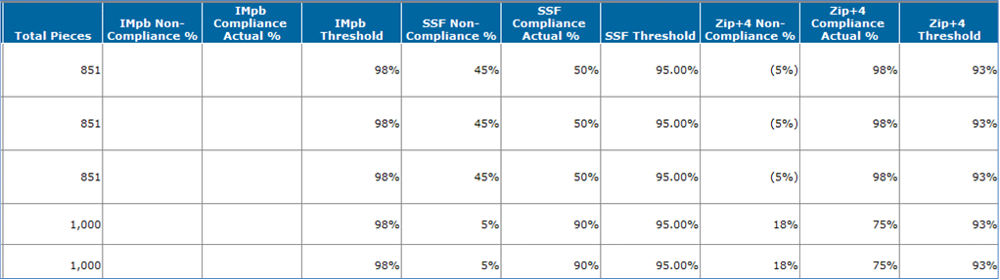 Total Pieces IMpb Non-Compliance % IMpb Compliance Actual % IMpb Threshold SSF Non-Compliance % SSF Compliance Actual % SSF Threshold Zip+4 Non-Compliance % Zip+4 Compliance Actual % Zip+4 Threshold
851 98% 45% 50% 95.00% (5%) 98% 93%
851 98% 45% 50% 95.00% (5%) 98% 93%
851 98% 45% 50% 95.00% (5%) 98% 93%
1,000 98% 5% 90% 95.00% 18% 75% 93%
1,000 98% 5% 90% 95.00% 18% 75% 93%